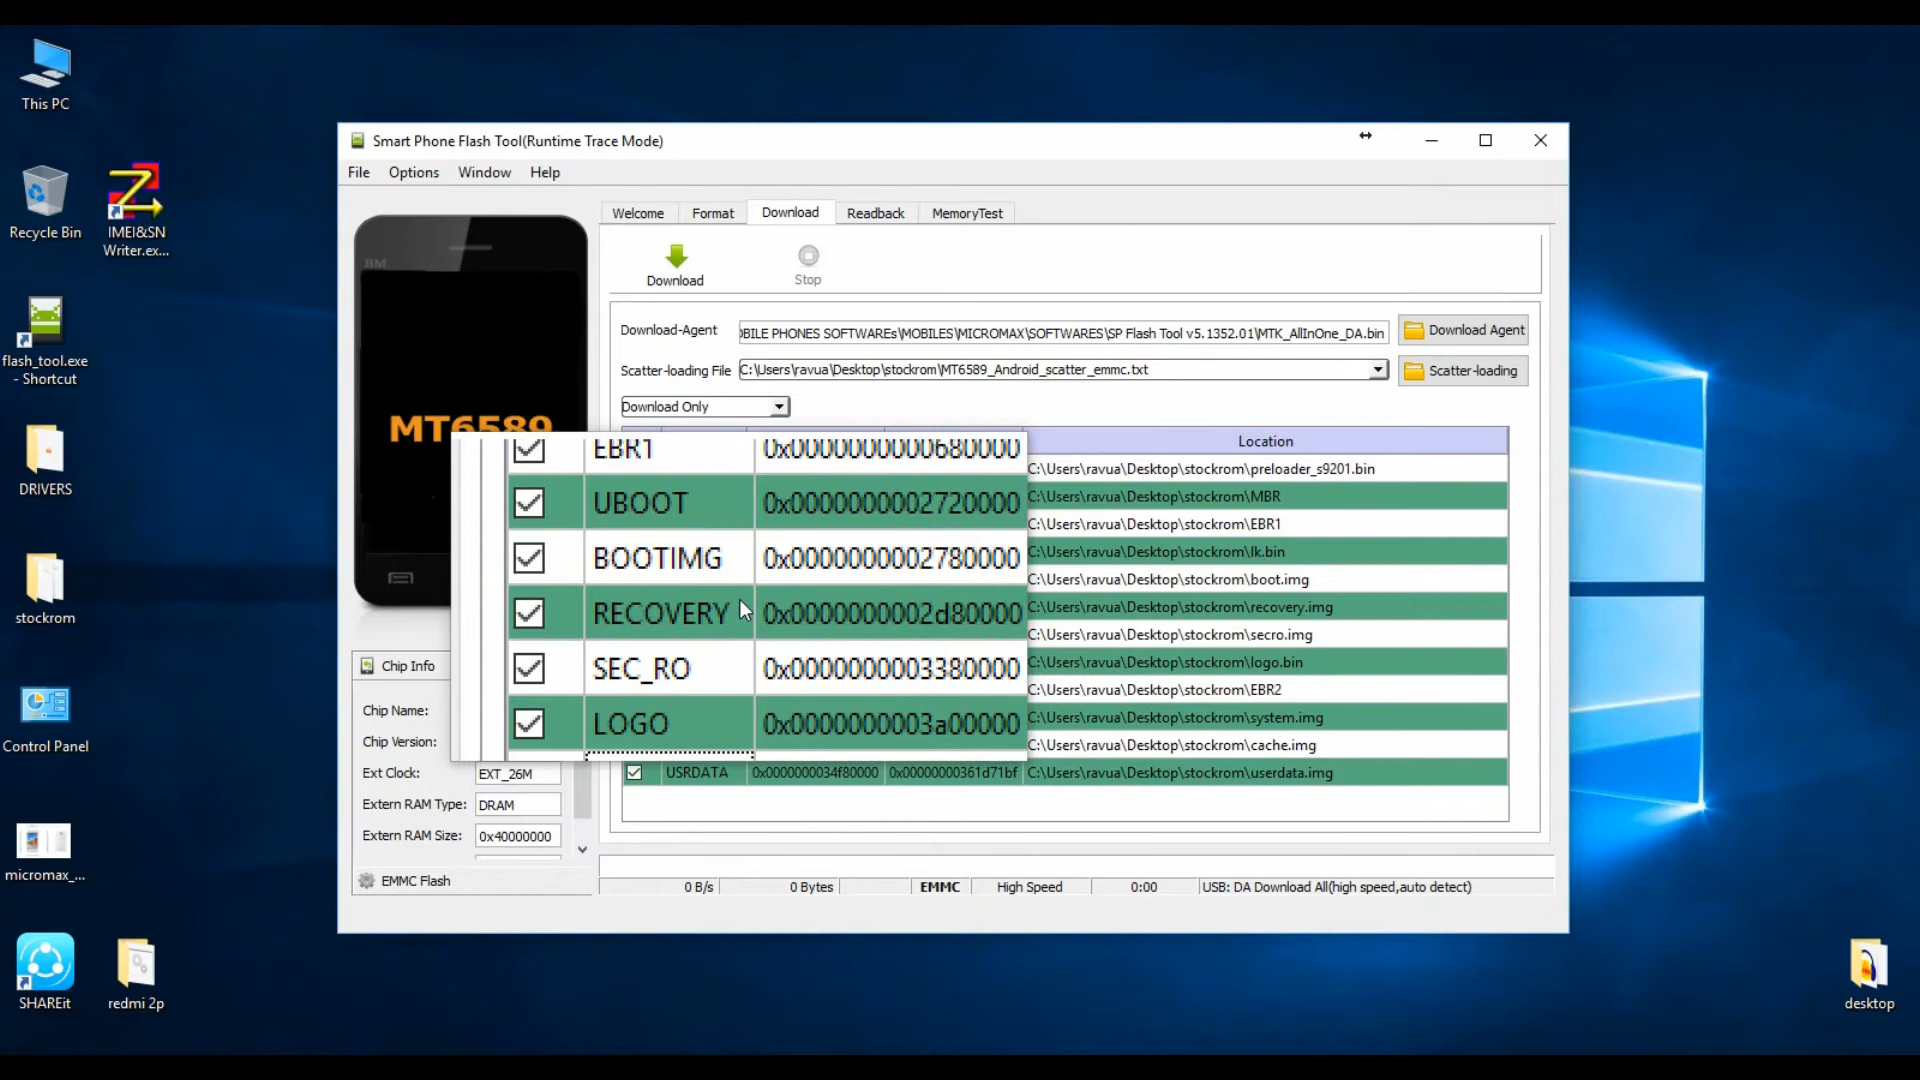 This PC
Recycle Bin
IMEI&SN
Writer.ex...
flash_tool.exe
- Shortcut
DRIVERS
stockrom
Control Panel
micromax_...
SHAREit
redmi 2p
desktop
Smart Phone Flash Tool(Runtime Trace Mode)
File Options Window Help
Welcome Format Download Readback MemoryTest
BM
MT6589
Download Stop
Download-Agent OBILE PHONES SOFTWAREs\MOBILES\MICROMAX\SOFTWARES\SP Flash Tool v5.1352.01\MTK_AllInOne_DA.bin Download Agent
Scatter-loading File C:\Users\ravua\Desktop\stockrom\MT6589_Android_scatter_emmc.txt Scatter-loading
Download Only
Location
C:\Users\ravua\Desktop\stockrom\preloader_s9201.bin
C:\Users\ravua\Desktop\stockrom\MBR
C:\Users\ravua\Desktop\stockrom\EBR1
C:\Users\ravua\Desktop\stockrom\lk.bin
C:\Users\ravua\Desktop\stockrom\boot.img
C:\Users\ravua\Desktop\stockrom\recovery.img
C:\Users\ravua\Desktop\stockrom\secro.img
C:\Users\ravua\Desktop\stockrom\logo.bin
C:\Users\ravua\Desktop\stockrom\EBR2
C:\Users\ravua\Desktop\stockrom\system.img
C:\Users\ravua\Desktop\stockrom\cache.img
USRDATA 0x0000000034f80000 0x00000000361d71bf C:\Users\ravua\Desktop\stockrom\userdata.img
EBR1 0x0000000000680000
UBOOT 0x0000000002720000
BOOTIMG 0x0000000002780000
RECOVERY 0x0000000002d80000
SEC_RO 0x0000000003380000
LOGO 0x0000000003a00000
Chip Info
Chip Name:
Chip Version:
Ext Clock: EXT_26M
Extern RAM Type: DRAM
Extern RAM Size: 0x40000000
EMMC Flash
0 B/s 0 Bytes EMMC High Speed 0:00 USB: DA Download All(high speed,auto detect)